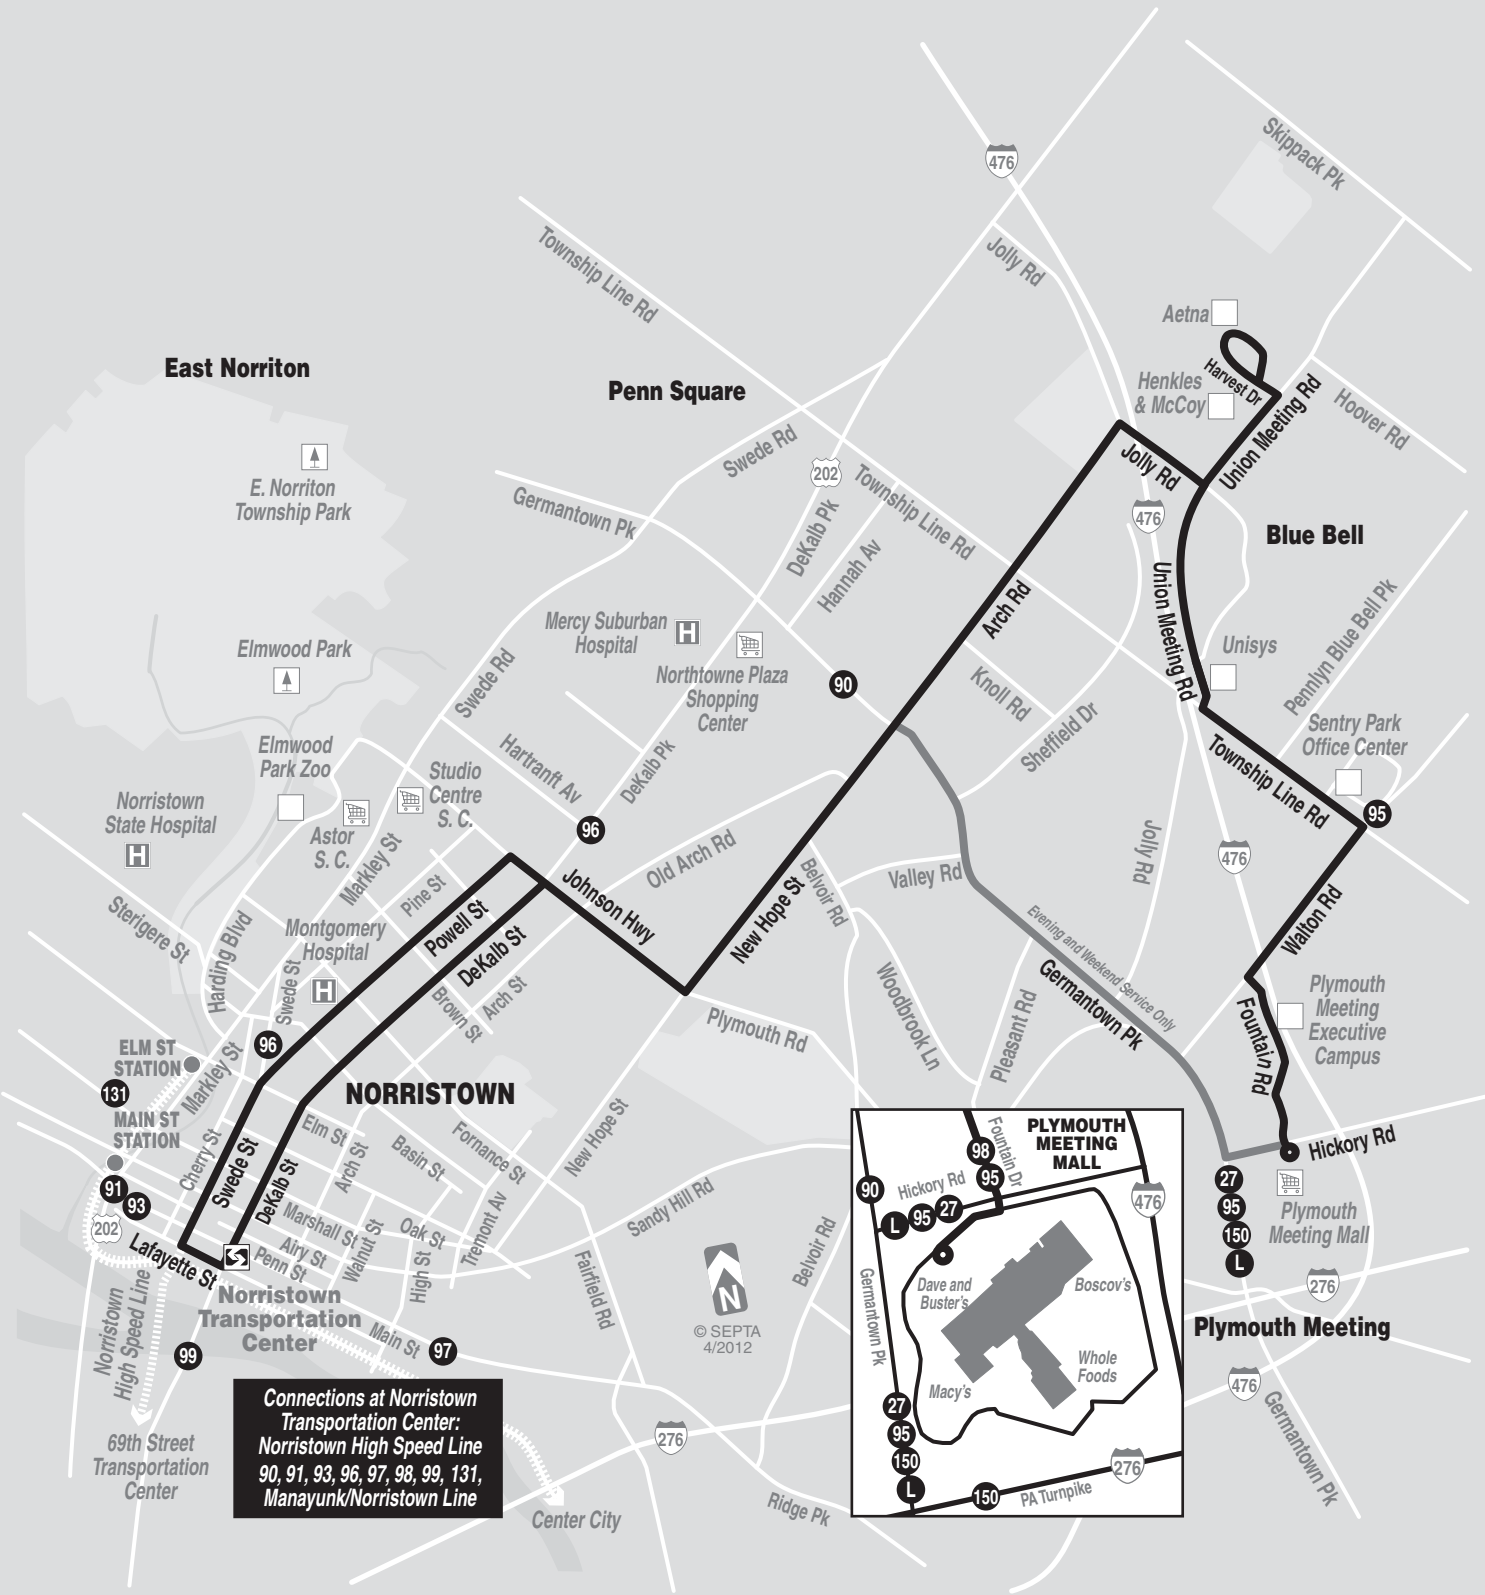 476
Skippack Pk
Township Line Rd
Jolly Rd
Aetna
East Norriton
Penn Square
Harvest Dr
Henkles
& McCoy
Union Meeting Rd
Hoover Rd
Swede Rd
Jolly Rd
E. Norriton
Township Park
202
Germantown Pk
Township Line Rd
476
DeKalb Pk
Hannah Av
Blue Bell
Arch Rd
Union Meeting Rd
Pennlyn Blue Bell Pk
Mercy Suburban
Hospital
H
Elmwood Park
Unisys
Swede Rd
Northtowne Plaza
Shopping
Center
90
Knoll Rd
Sheffield Dr
Sentry Park
Office Center
Elmwood
Park Zoo
Hartranft Av
DeKalb Pk
Township Line Rd
Studio
Centre
S. C.
Norristown
State Hospital
H
Astor
S. C.
96
95
Markley St
Old Arch Rd
Jolly Rd
476
Johnson Hwy
Belvoir Rd
Valley Rd
Pine St
Sterigere St
Harding Blvd
Montgomery
Hospital
H
Powell St
DeKalb St
New Hope St
Walton Rd
Evening and Weekend Service Only
Germantown Pk
Swede St
Brown St
Arch St
Woodbrook Ln
Plymouth
Meeting
Executive
Campus
Plymouth Rd
Pleasant Rd
Fountain Rd
96
ELM ST
STATION
Markley St
131
NORRISTOWN
MAIN ST
STATION
Cherry St
Elm St
Arch St
Basin St
Fornance St
New Hope St
Hickory Rd
Swede St
DeKalb St
91
93
202
27
95
150
L
Plymouth
Meeting Mall
Marshall St
Oak St
Tremont Av
Sandy Hill Rd
Airy St
Penn St
Walnut St
High St
Lafayette St
Belvoir Rd
Fairfield Rd
N
© SEPTA
4/2012
Norristown
High Speed Line
Norristown
Transportation
Center
276
Plymouth Meeting
Main St
97
99
476
Germantown Pk
276
Connections at Norristown
Transportation Center:
Norristown High Speed Line
90, 91, 93, 96, 97, 98, 99, 131,
Manayunk/Norristown Line
69th Street
Transportation
Center
Center City
Ridge Pk
PLYMOUTH
MEETING
MALL
Fountain Dr
98
95
90
Hickory Rd
L
95
27
476
Dave and
Buster's
Boscov's
Germantown Pk
Whole
Foods
Macy's
27
95
150
L
276
150
PA Turnpike